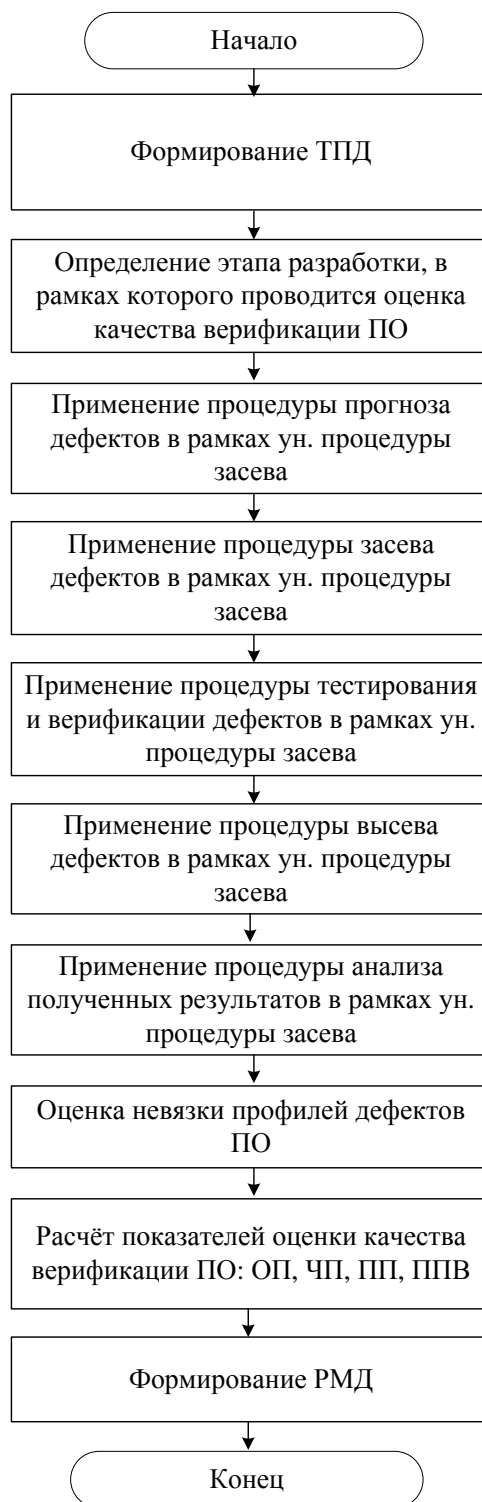 Начало
Формирование ТПД
Определение этапа разработки, в
рамках которого проводится оценка
качества верификации ПО
Применение процедуры прогноза
дефектов в рамках ун. процедуры
засева
Применение процедуры засева
дефектов в рамках ун. процедуры
засева
Применение процедуры тестирования
и верификации дефектов в рамках ун.
процедуры засева
Применение процедуры высева
дефектов в рамках ун. процедуры
засева
Применение процедуры анализа
полученных результатов в рамках ун.
процедуры засева
Оценка невязки профилей дефектов
ПО
Расчёт показателей оценки качества
верификации ПО: ОП, ЧП, ПП, ППВ
Формирование РМД
Конец